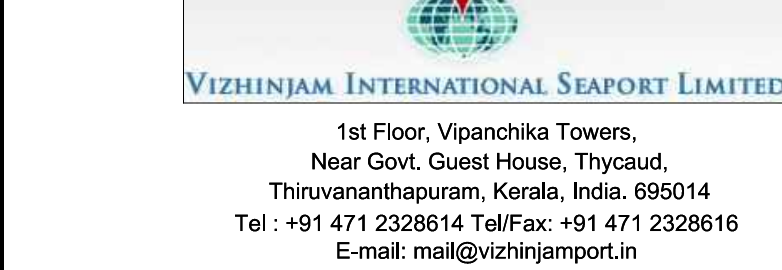 VIZHINJAM INTERNATIONAL SEAPORT LIMITED
1st Floor, Vipanchika Towers,
Near Govt. Guest House, Thycaud,
Thiruvananthapuram, Kerala, India. 695014
Tel : +91 471 2328614 Tel/Fax: +91 471 2328616
E-mail: mail@vizhinjamport.in